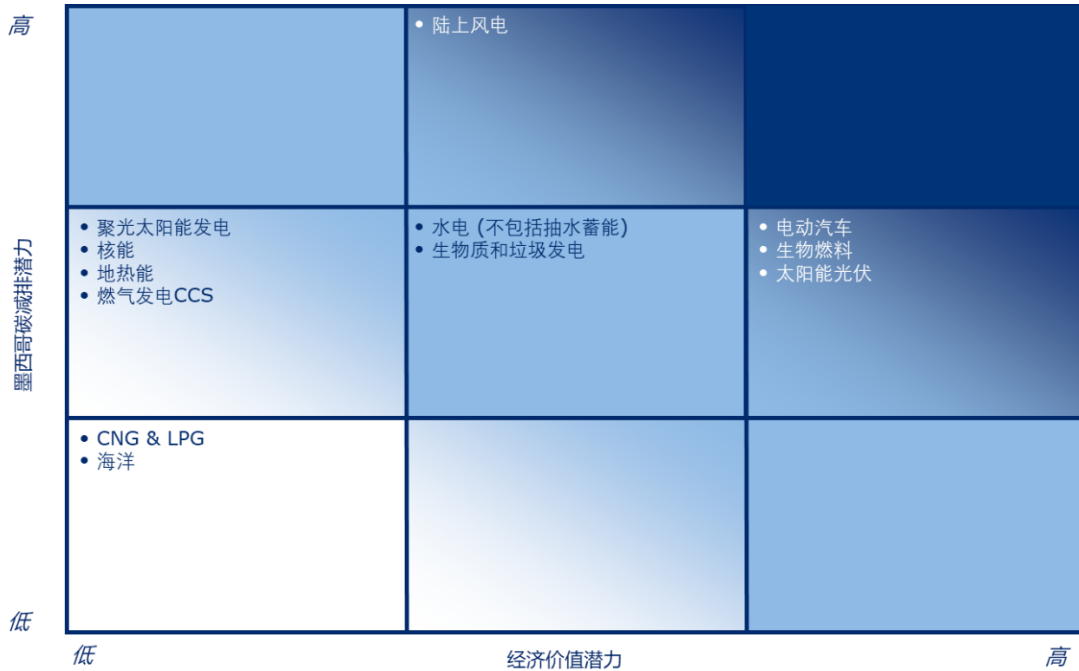 高
• 陆上风电
• 聚光太阳能发电
• 核能
• 地热能
• 燃气发电CCS
• 水电 (不包括抽水蓄能)
• 生物质和垃圾发电
• 电动汽车
• 生物燃料
• 太阳能光伏
墨西哥碳减排潜力
• CNG & LPG
• 海洋
低
低
经济价值潜力
高